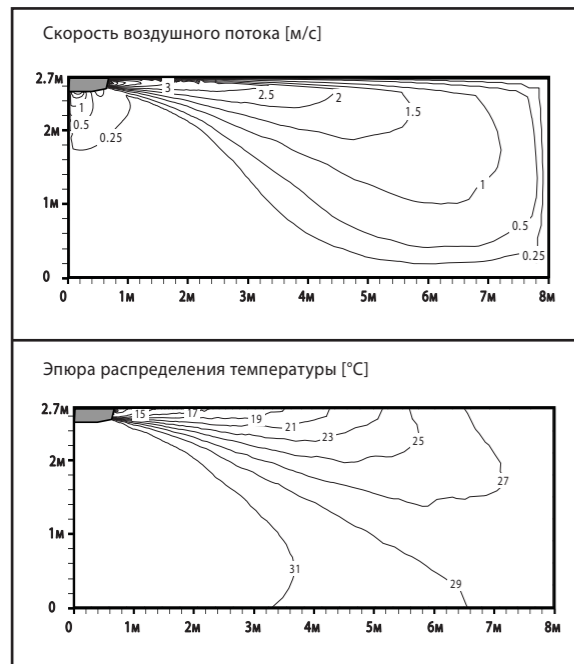 Скорость воздушного потока [м/с]
2.7м
3
2.5
2
1.5
1
0.5
0.25
2м
1
1м
0.5
0.25
0
0 1м 2м 3м 4м 5м 6м 7м 8м
Эпюра распределения температуры [°C]
2.7м
15
17
19
21
23
25
27
2м
1м
31
29
0
0 1м 2м 3м 4м 5м 6м 7м 8м